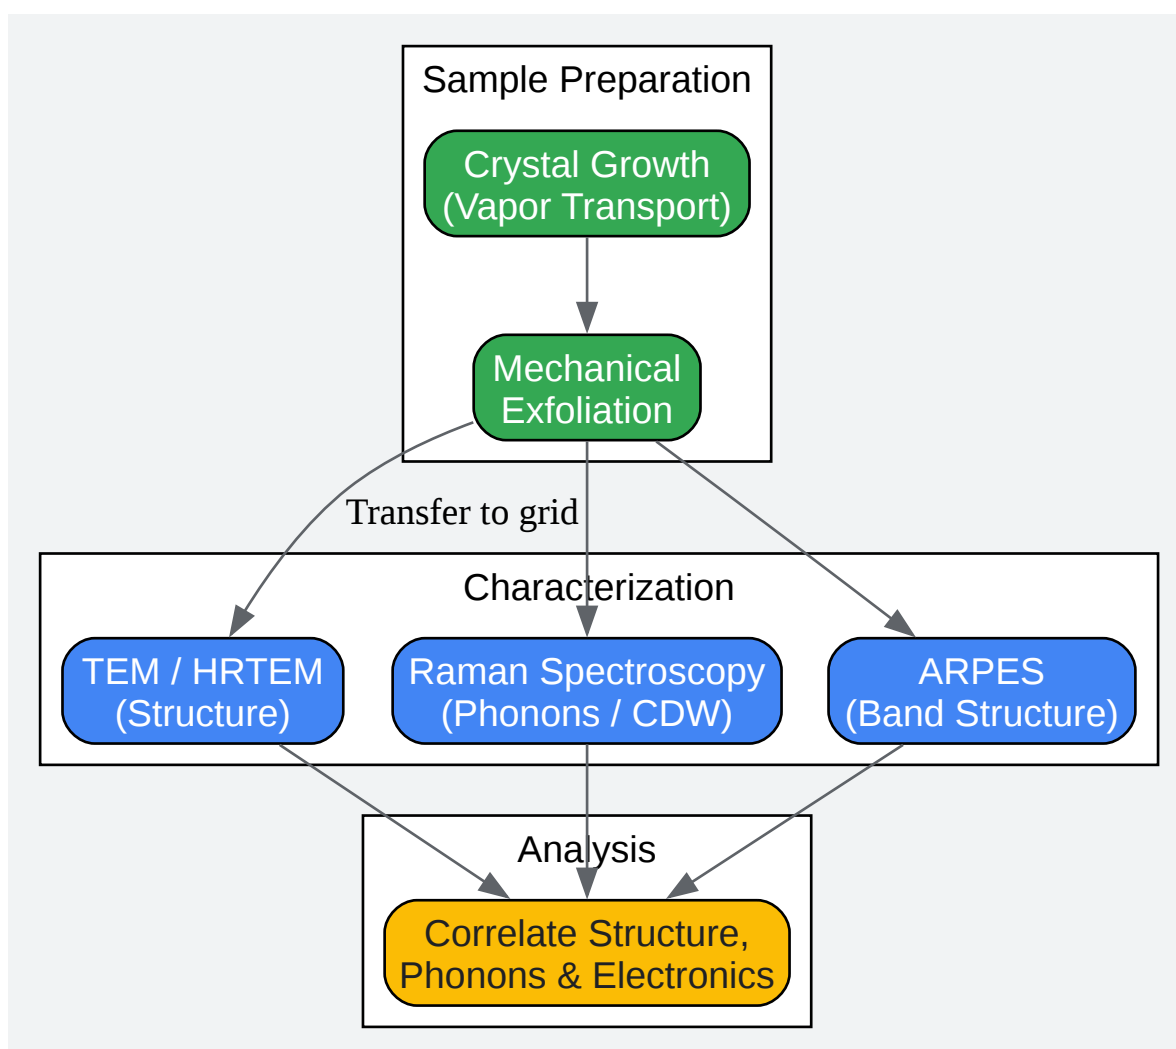 Sample Preparation
Crystal Growth
(Vapor Transport)
Mechanical
Exfoliation
Transfer to grid
Characterization
TEM / HRTEM
(Structure)
Raman Spectroscopy
(Phonons / CDW)
ARPES
(Band Structure)
Analysis
Correlate Structure,
Phonons & Electronics